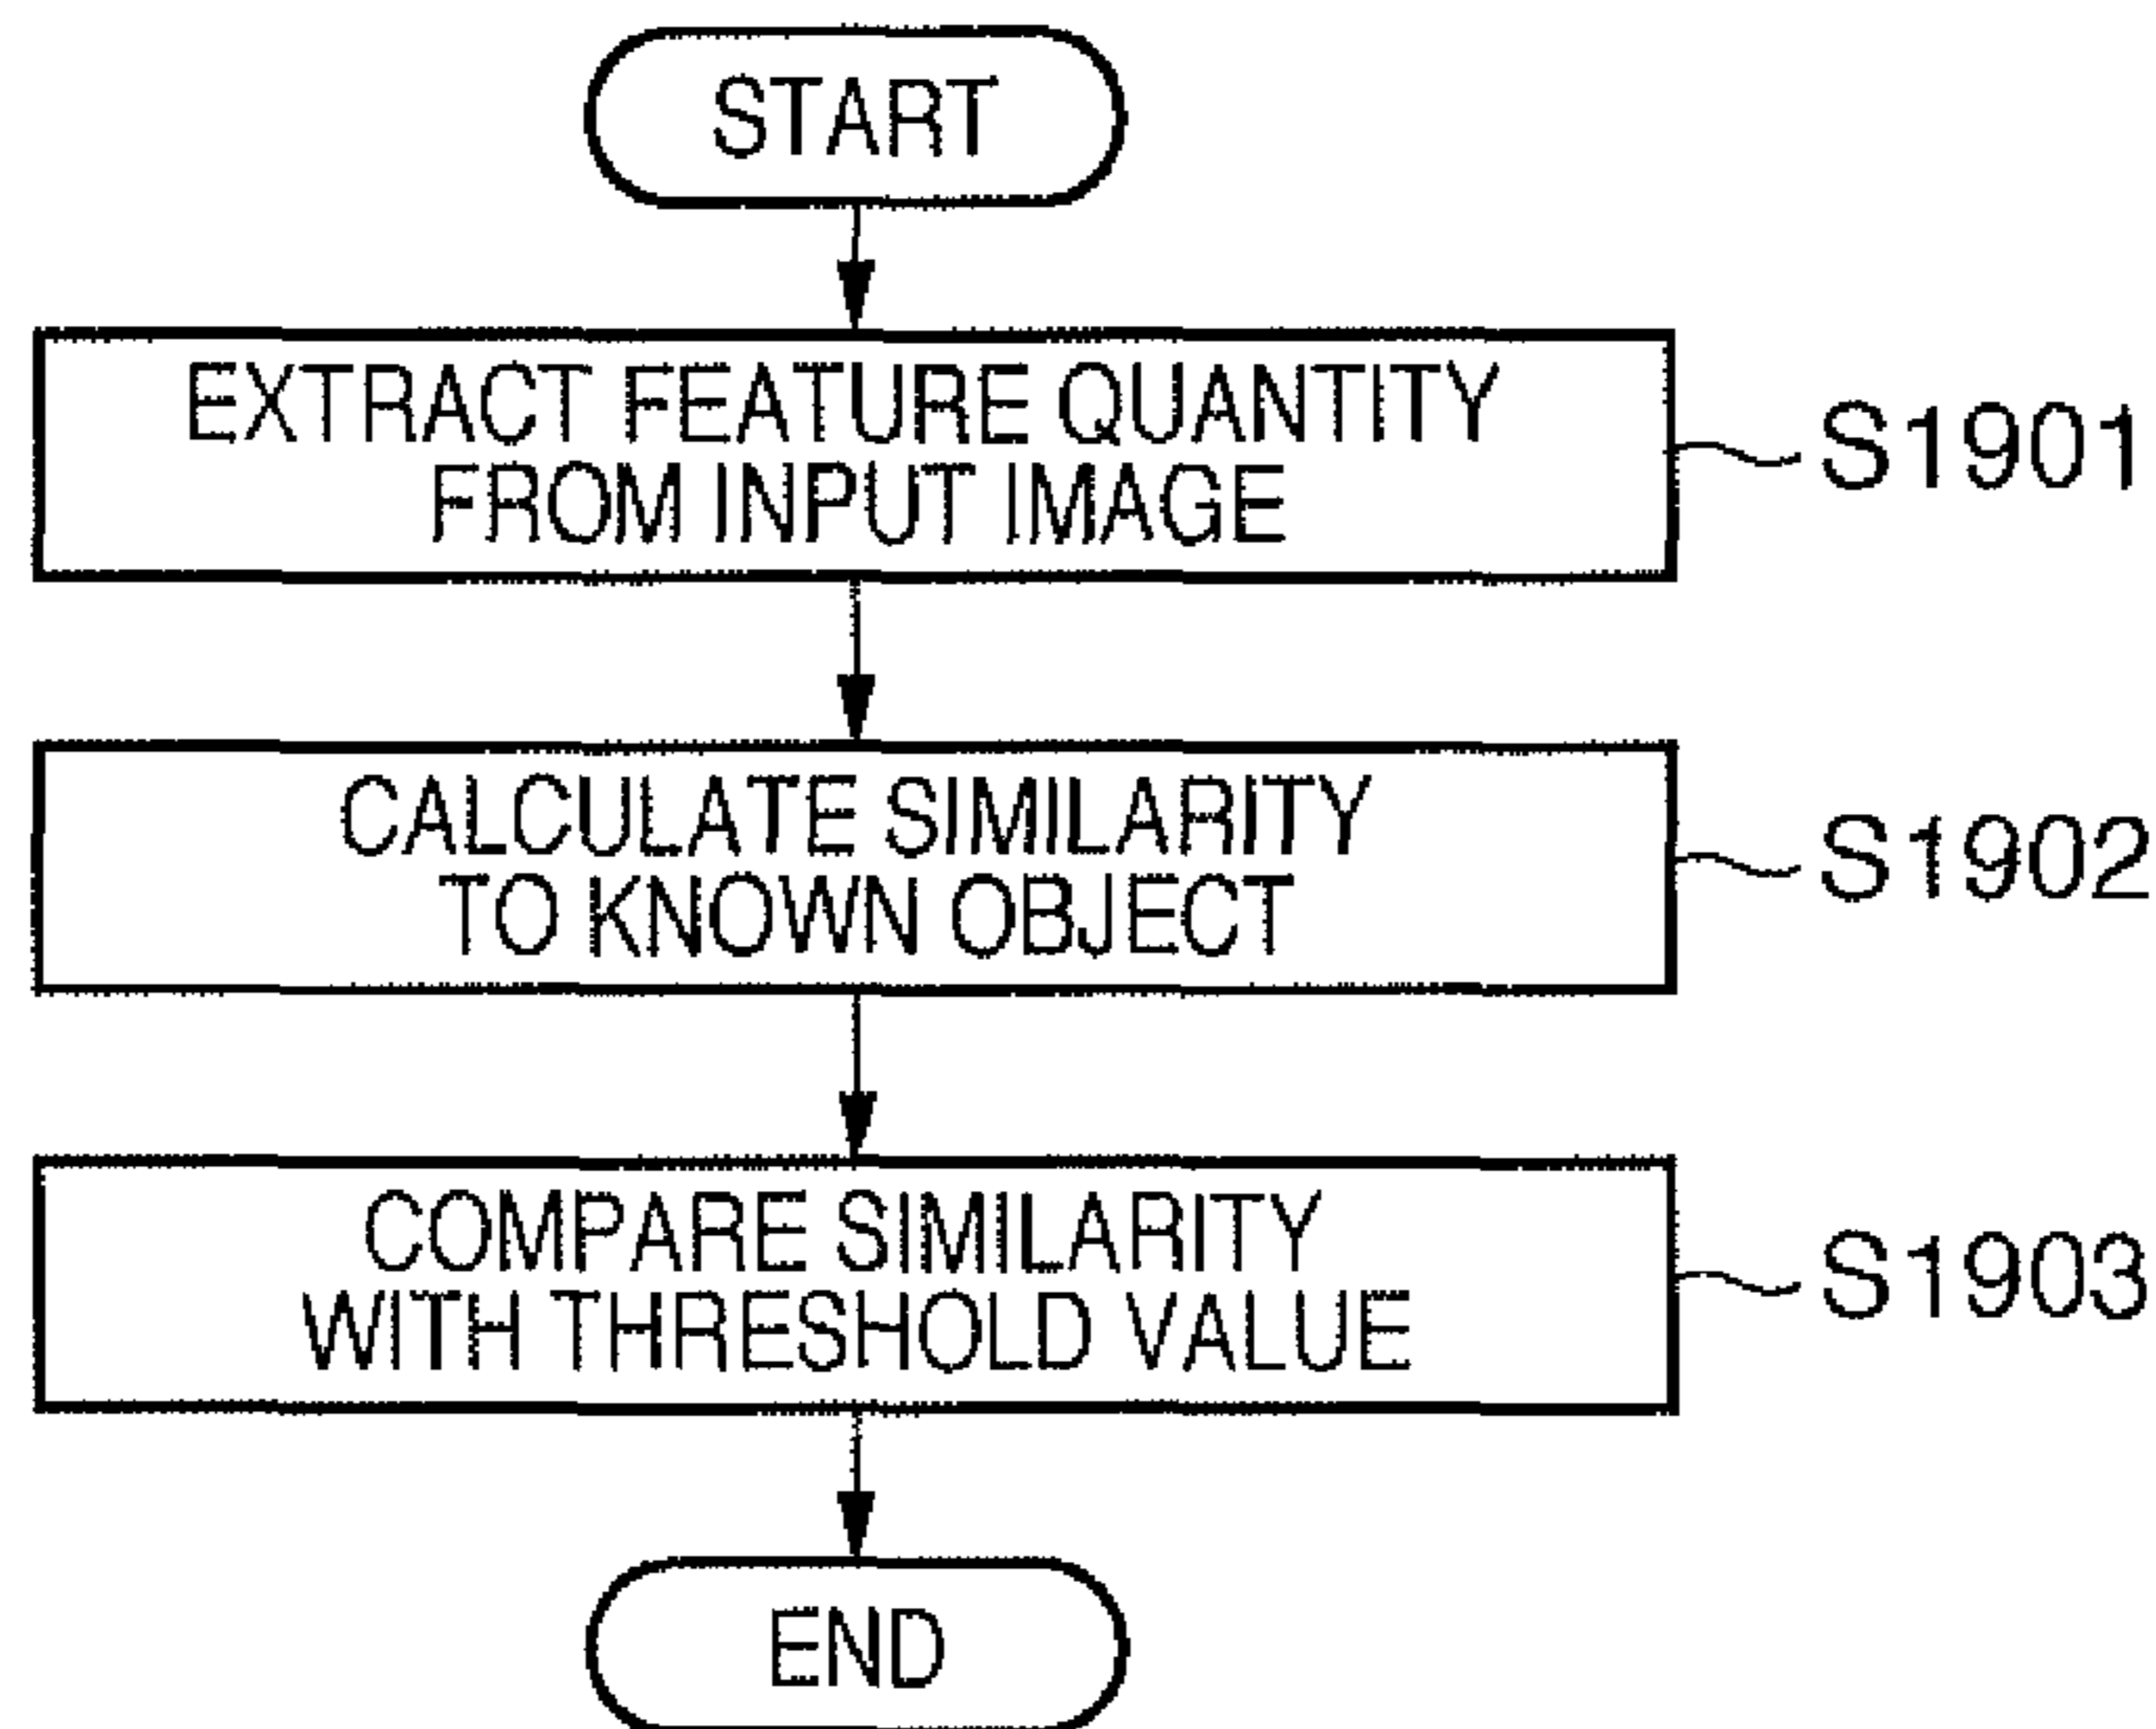 START
EXTRACT FEATURE QUANTITY
FROM INPUT IMAGE
S1901
CALCULATE SIMILARITY
TO KNOWN OBJECT
S1902
COMPARE SIMILARITY
WITH THRESHOLD VALUE
S1903
END